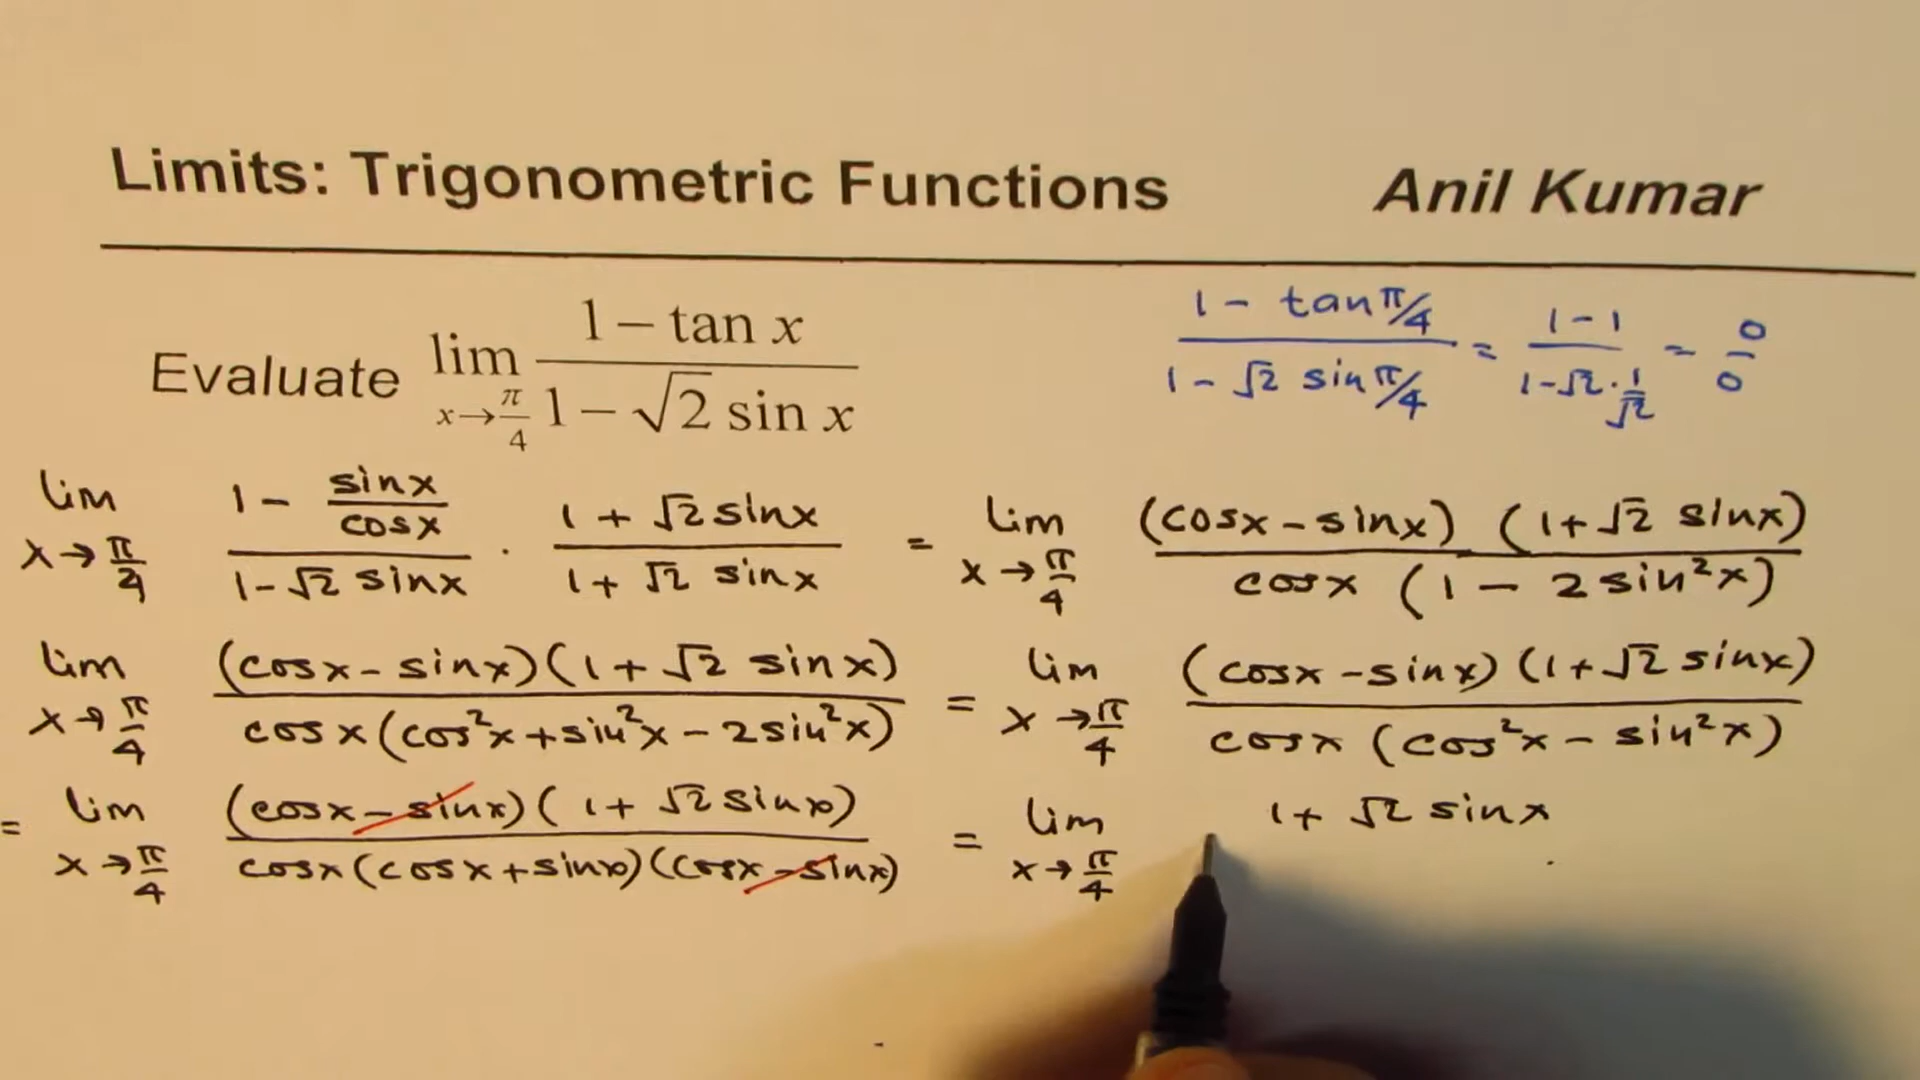 Limits: Trigonometric Functions Anil Kumar
Evaluate lim x→π/4 (1 − tan x)/(1 − √2 sin x)
(1 - tan π/4)/(1 - √2 sin π/4) = (1-1)/(1-√2·1/√2) = 0/0
lim x→π/4 (1 - sinx/cosx)/(1-√2 sinx) · (1 + √2 sinx)/(1 + √2 sinx) = lim x→π/4 (cosx - sinx) (1+√2 sinx)/cosx (1 - 2sin²x)
lim x→π/4 (cosx - sinx)(1+√2 sinx)/cosx(cos²x+sin²x - 2sin²x) = lim x→π/4 (cosx - sinx)(1+√2 sinx)/cosx (cos²x - sin²x)
= lim x→π/4 (cosx - sinx)(1+√2 sinx)/cosx(cosx+sinx)(cosx - sinx) = lim x→π/4 1+ √2 sinx